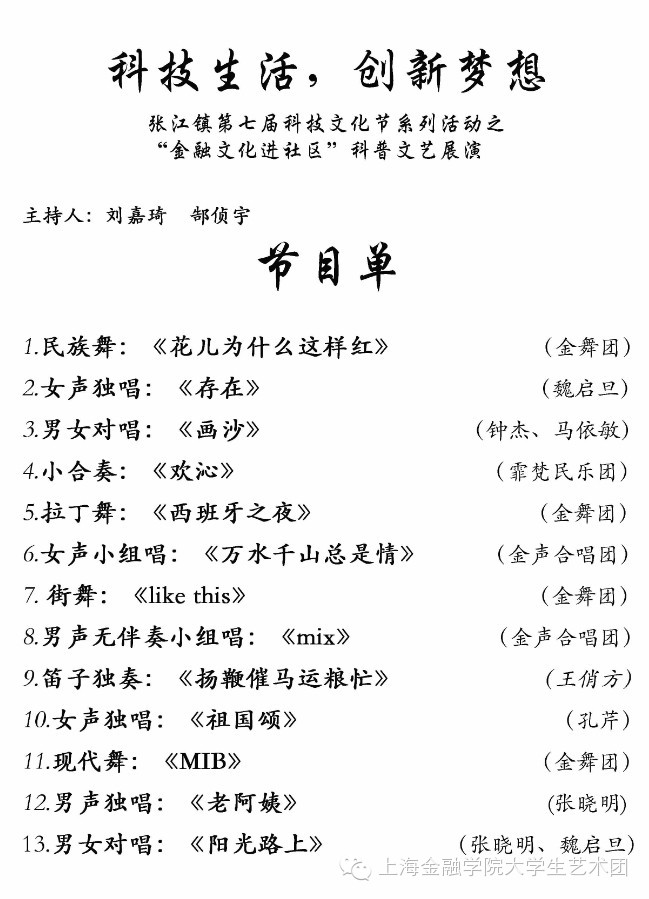 科技生活，创新梦想
张江镇第七届科技文化节系列活动之
“金融文化进社区”科普文艺展演
主持人：刘嘉琦 郜侦宇
节目单
1.民族舞：《花儿为什么这样红》 （金舞团）
2.女声独唱：《存在》 （魏启旦）
3.男女对唱：《画沙》 （钟杰、马依敏）
4.小合奏：《欢沁》 （霏梵民乐团）
5.拉丁舞：《西班牙之夜》 （金舞团）
6.女声小组唱：《万水千山总是情》 （金声合唱团）
7. 街舞：《like this》 （金舞团）
8.男声无伴奏小组唱：《mix》 （金声合唱团）
9.笛子独奏：《扬鞭催马运粮忙》 （王俏方）
10.女声独唱：《祖国颂》 （孔芹）
11.现代舞：《MIB》 （金舞团）
12.男声独唱：《老阿姨》 (张晓明)
13.男女对唱：《阳光路上》 （张晓明、魏启旦）
上海金融学院大学生艺术团